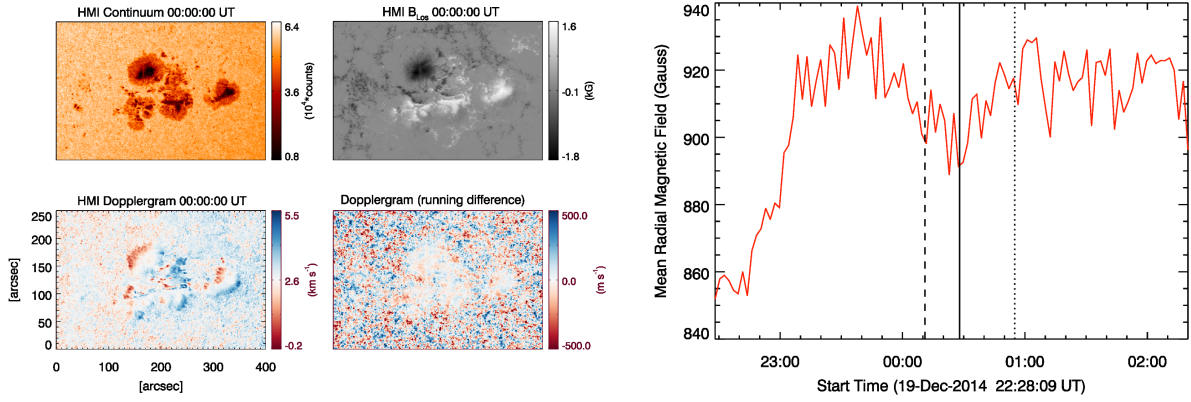 HMI Continuum 00:00:00 UT
6.4
3.6
0.8
(10⁴*counts)
HMI B_Los 00:00:00 UT
1.6
-0.1
-1.8
(kG)
HMI Dopplergram 00:00:00 UT
250
200
150
100
50
0
[arcsec]
0 100 200 300 400
[arcsec]
5.5
2.6
-0.2
(km s⁻¹)
Dopplergram (running difference)
500.0
0.0
-500.0
(m s⁻¹)
940
920
900
880
860
840
Mean Radial Magnetic Field (Gauss)
23:00 00:00 01:00 02:00
Start Time (19-Dec-2014 22:28:09 UT)